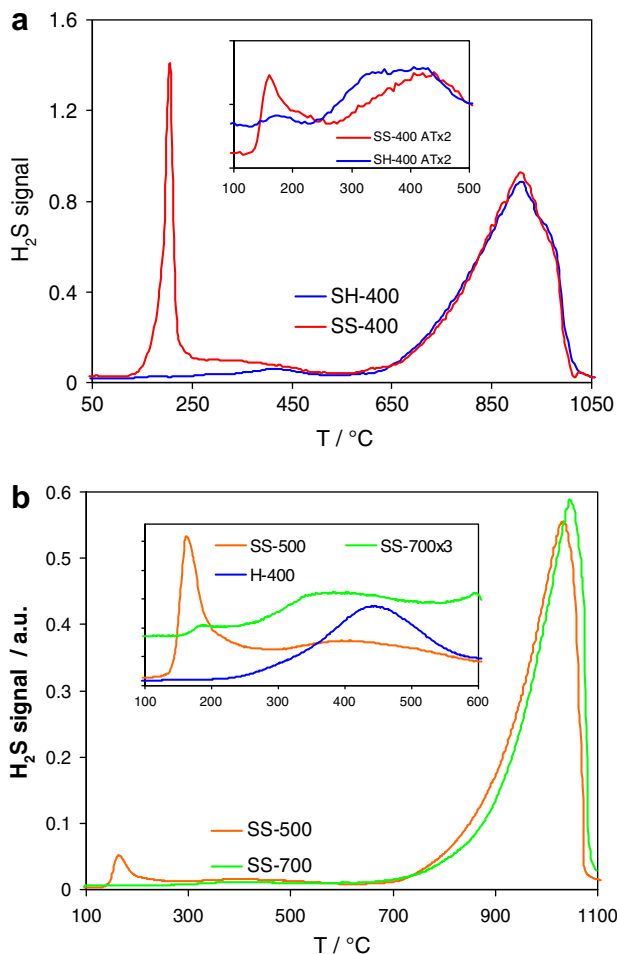 a
1.6
1.2
0.8
0.4
0
H₂S signal
SS-400 ATx2
SH-400 ATx2
100 200 300 400 500
SH-400
SS-400
50 250 450 650 850 1050
T / °C
b
0.6
0.5
0.4
0.3
0.2
0.1
0
H₂S signal / a.u.
SS-500 SS-700x3
H-400
100 200 300 400 500 600
SS-500
SS-700
100 300 500 700 900 1100
T / °C